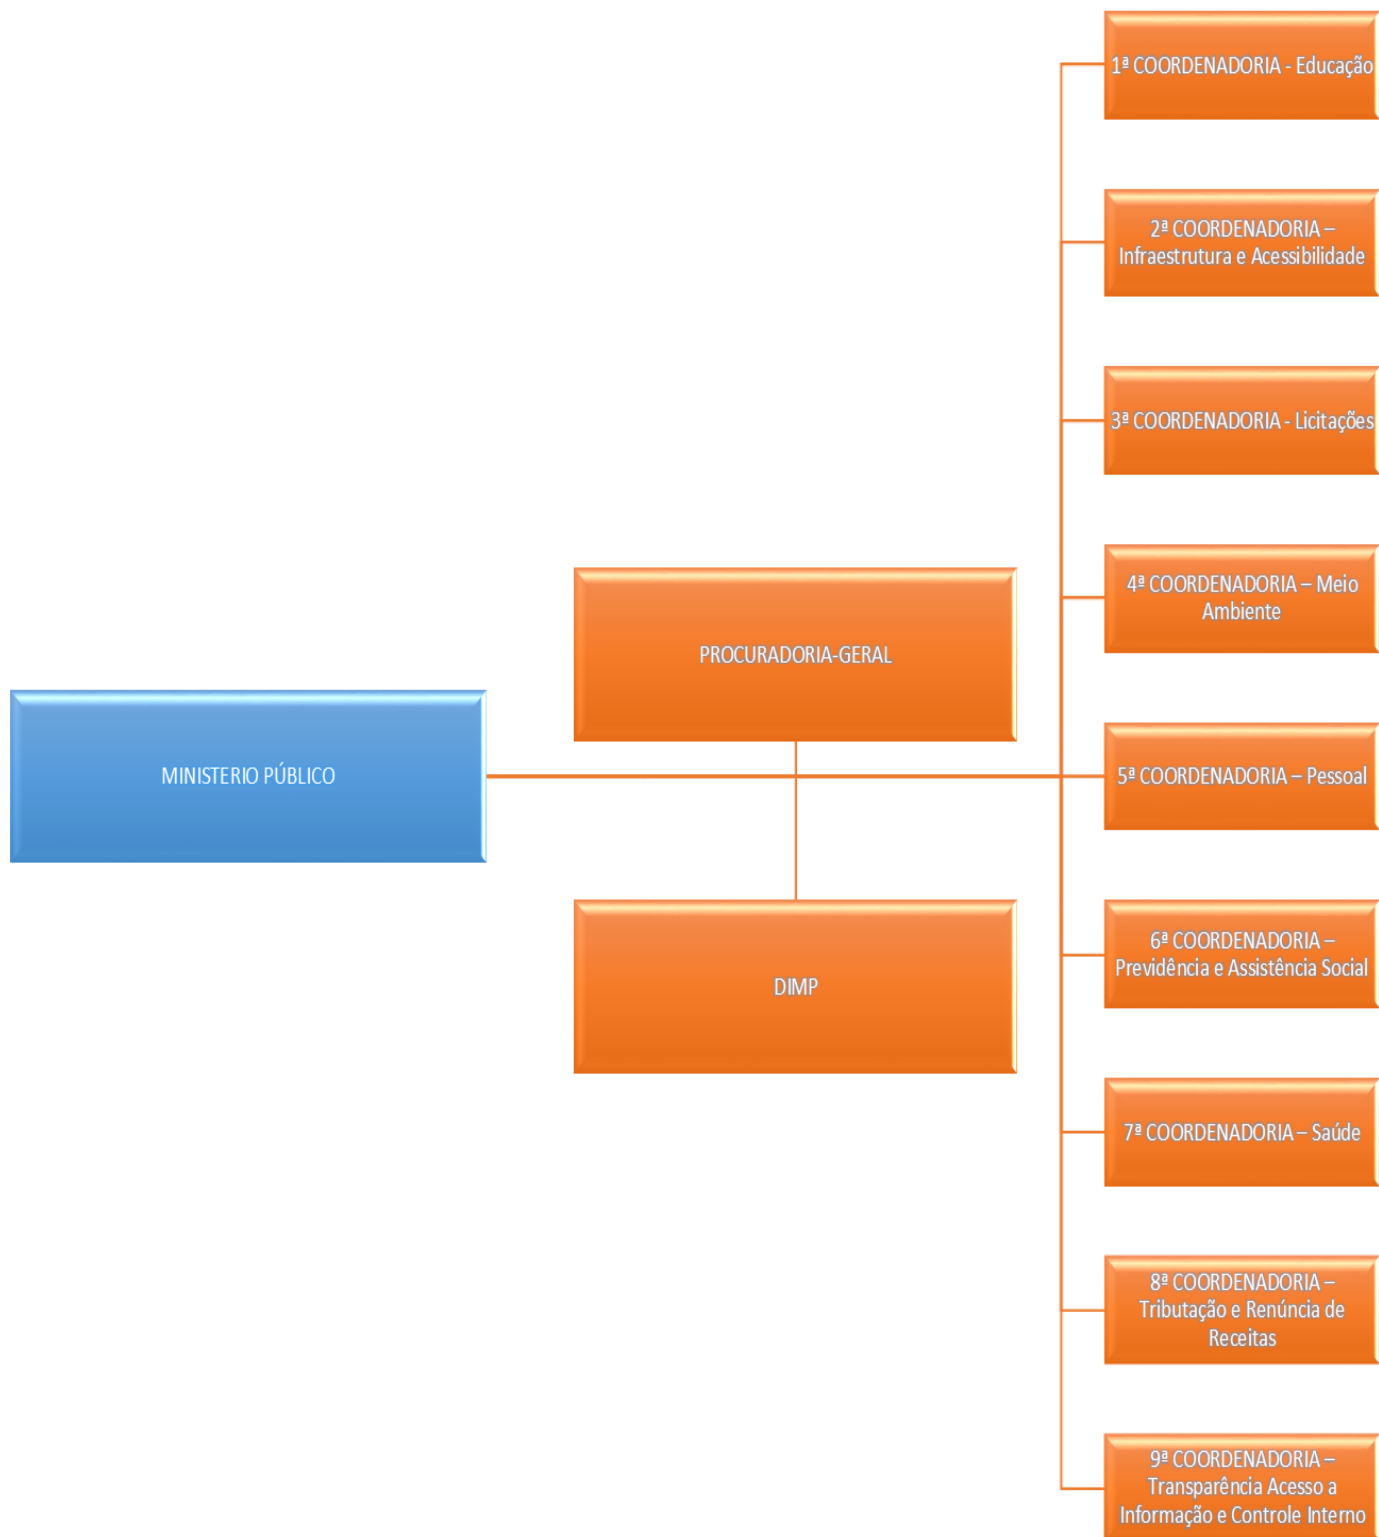 1ª COORDENADORIA - Educação
2ª COORDENADORIA –
Infraestrutura e Acessibilidade
3ª COORDENADORIA - Licitações
4ª COORDENADORIA – Meio
Ambiente
PROCURADORIA-GERAL
MINISTERIO PÚBLICO
5ª COORDENADORIA – Pessoal
DIMP
6ª COORDENADORIA –
Previdência e Assistência Social
7ª COORDENADORIA – Saúde
8ª COORDENADORIA –
Tributação e Renúncia de
Receitas
9ª COORDENADORIA –
Transparência Acesso a
Informação e Controle Interno